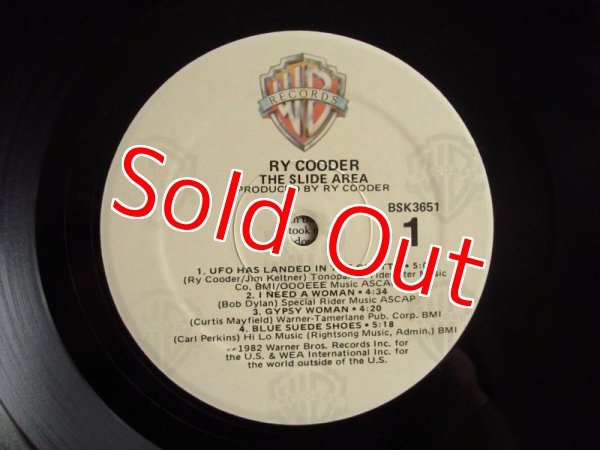 WB
RECORDS
RY COODER
THE SLIDE AREA
PRODUCED BY RY COODER
BSK3651
1
Sold Out
took
1. UFO HAS LANDED IN
(Ry Cooder/Jim Keltner) Music
Co. BMI/OOOEEE Music ASCAP
2. I NEED A WOMAN • 4:34
(Bob Dylan) Special Rider Music ASCAP
3. GYPSY WOMAN • 4:20
(Curtis Mayfield) Warner-Tamerlane Pub. Corp. BMI
4. BLUE SUEDE SHOES • 5:18
(Carl Perkins) Hi Lo Music (Rightsong Music, Admin.) BMI
1982 Warner Bros. Records Inc. for
the U.S. & WEA International Inc. for
the world outside of the U.S.